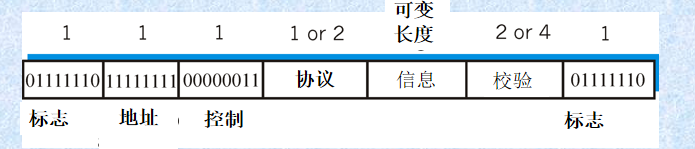 可变
1 1 1 1 or 2 长度 2 or 4 1
01111110 11111111 00000011 协议 信息 校验 01111110
标志 地址 控制 标志